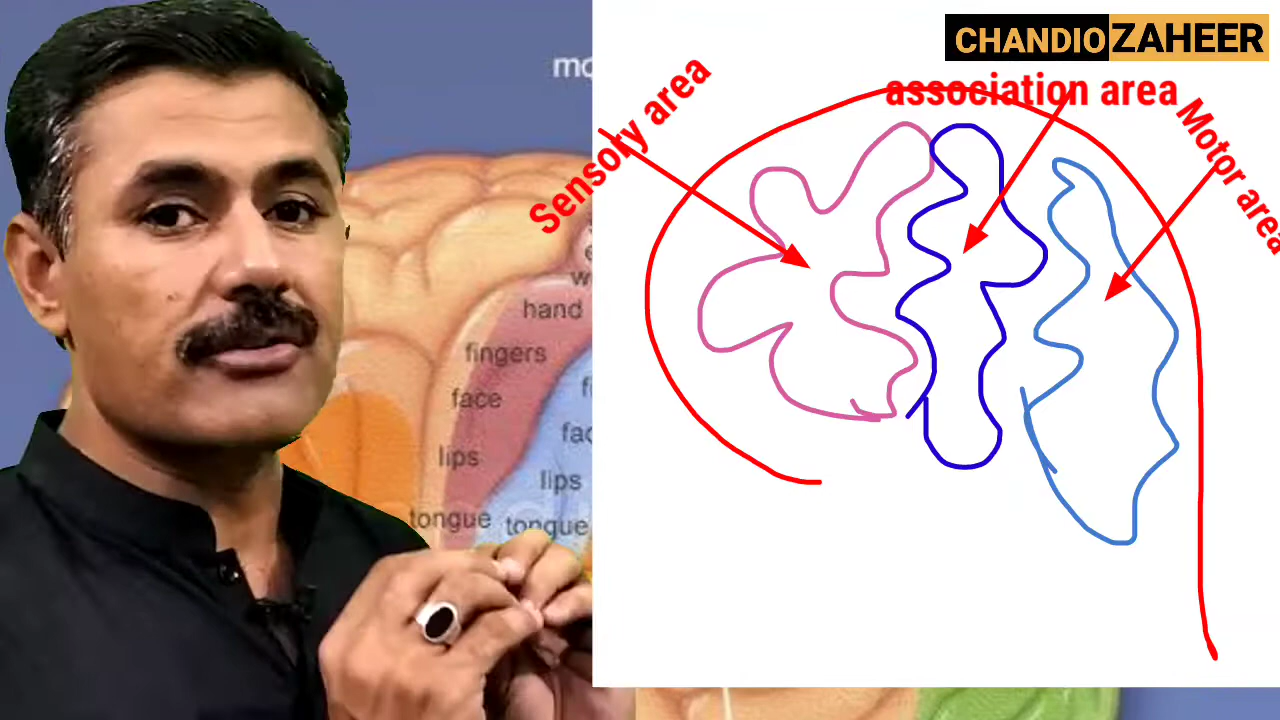 CHANDIO ZAHEER
Sensory area
association area
Motor area
hand
fingers
face
lips
tongue
lips
tongue